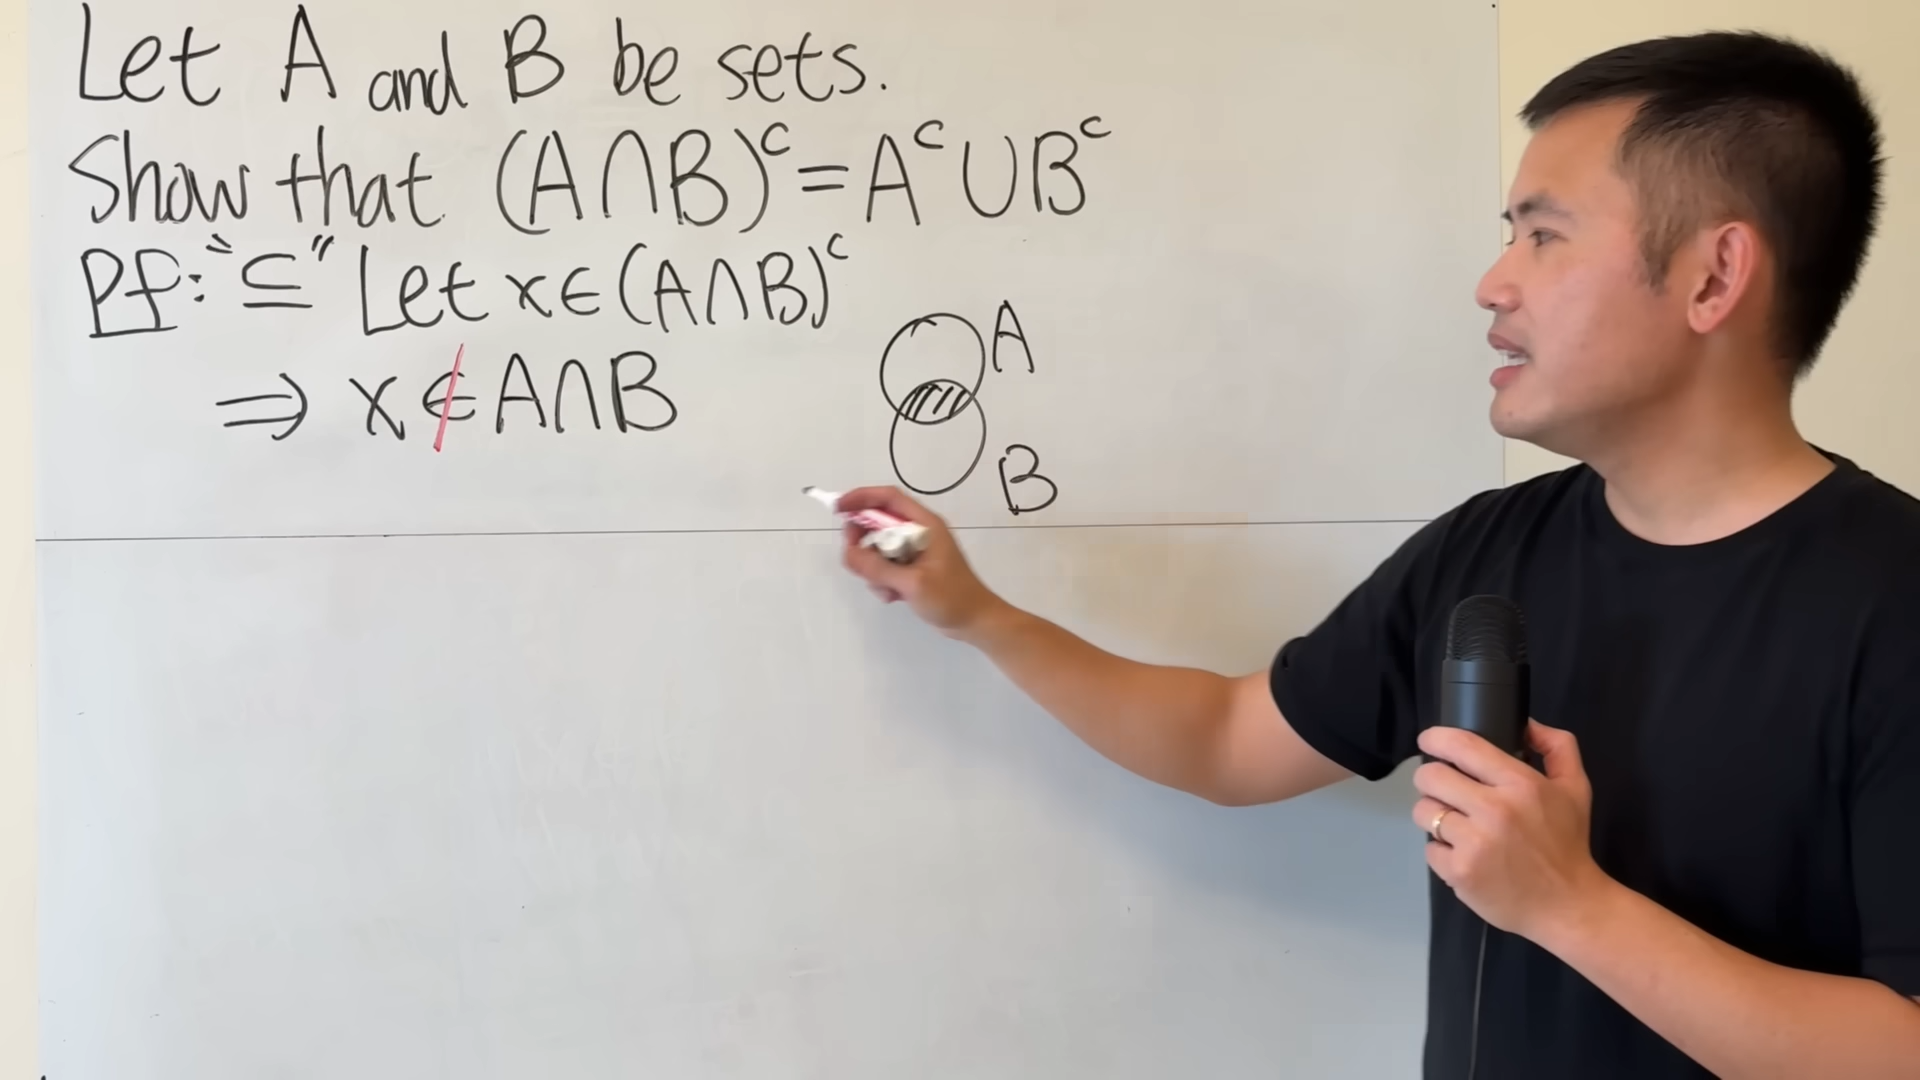 Let A and B be sets.
Show that (A∩B)ᶜ = Aᶜ∪Bᶜ
Pf: "⊆" Let x∈(A∩B)ᶜ
⇒ x∉A∩B
A
B